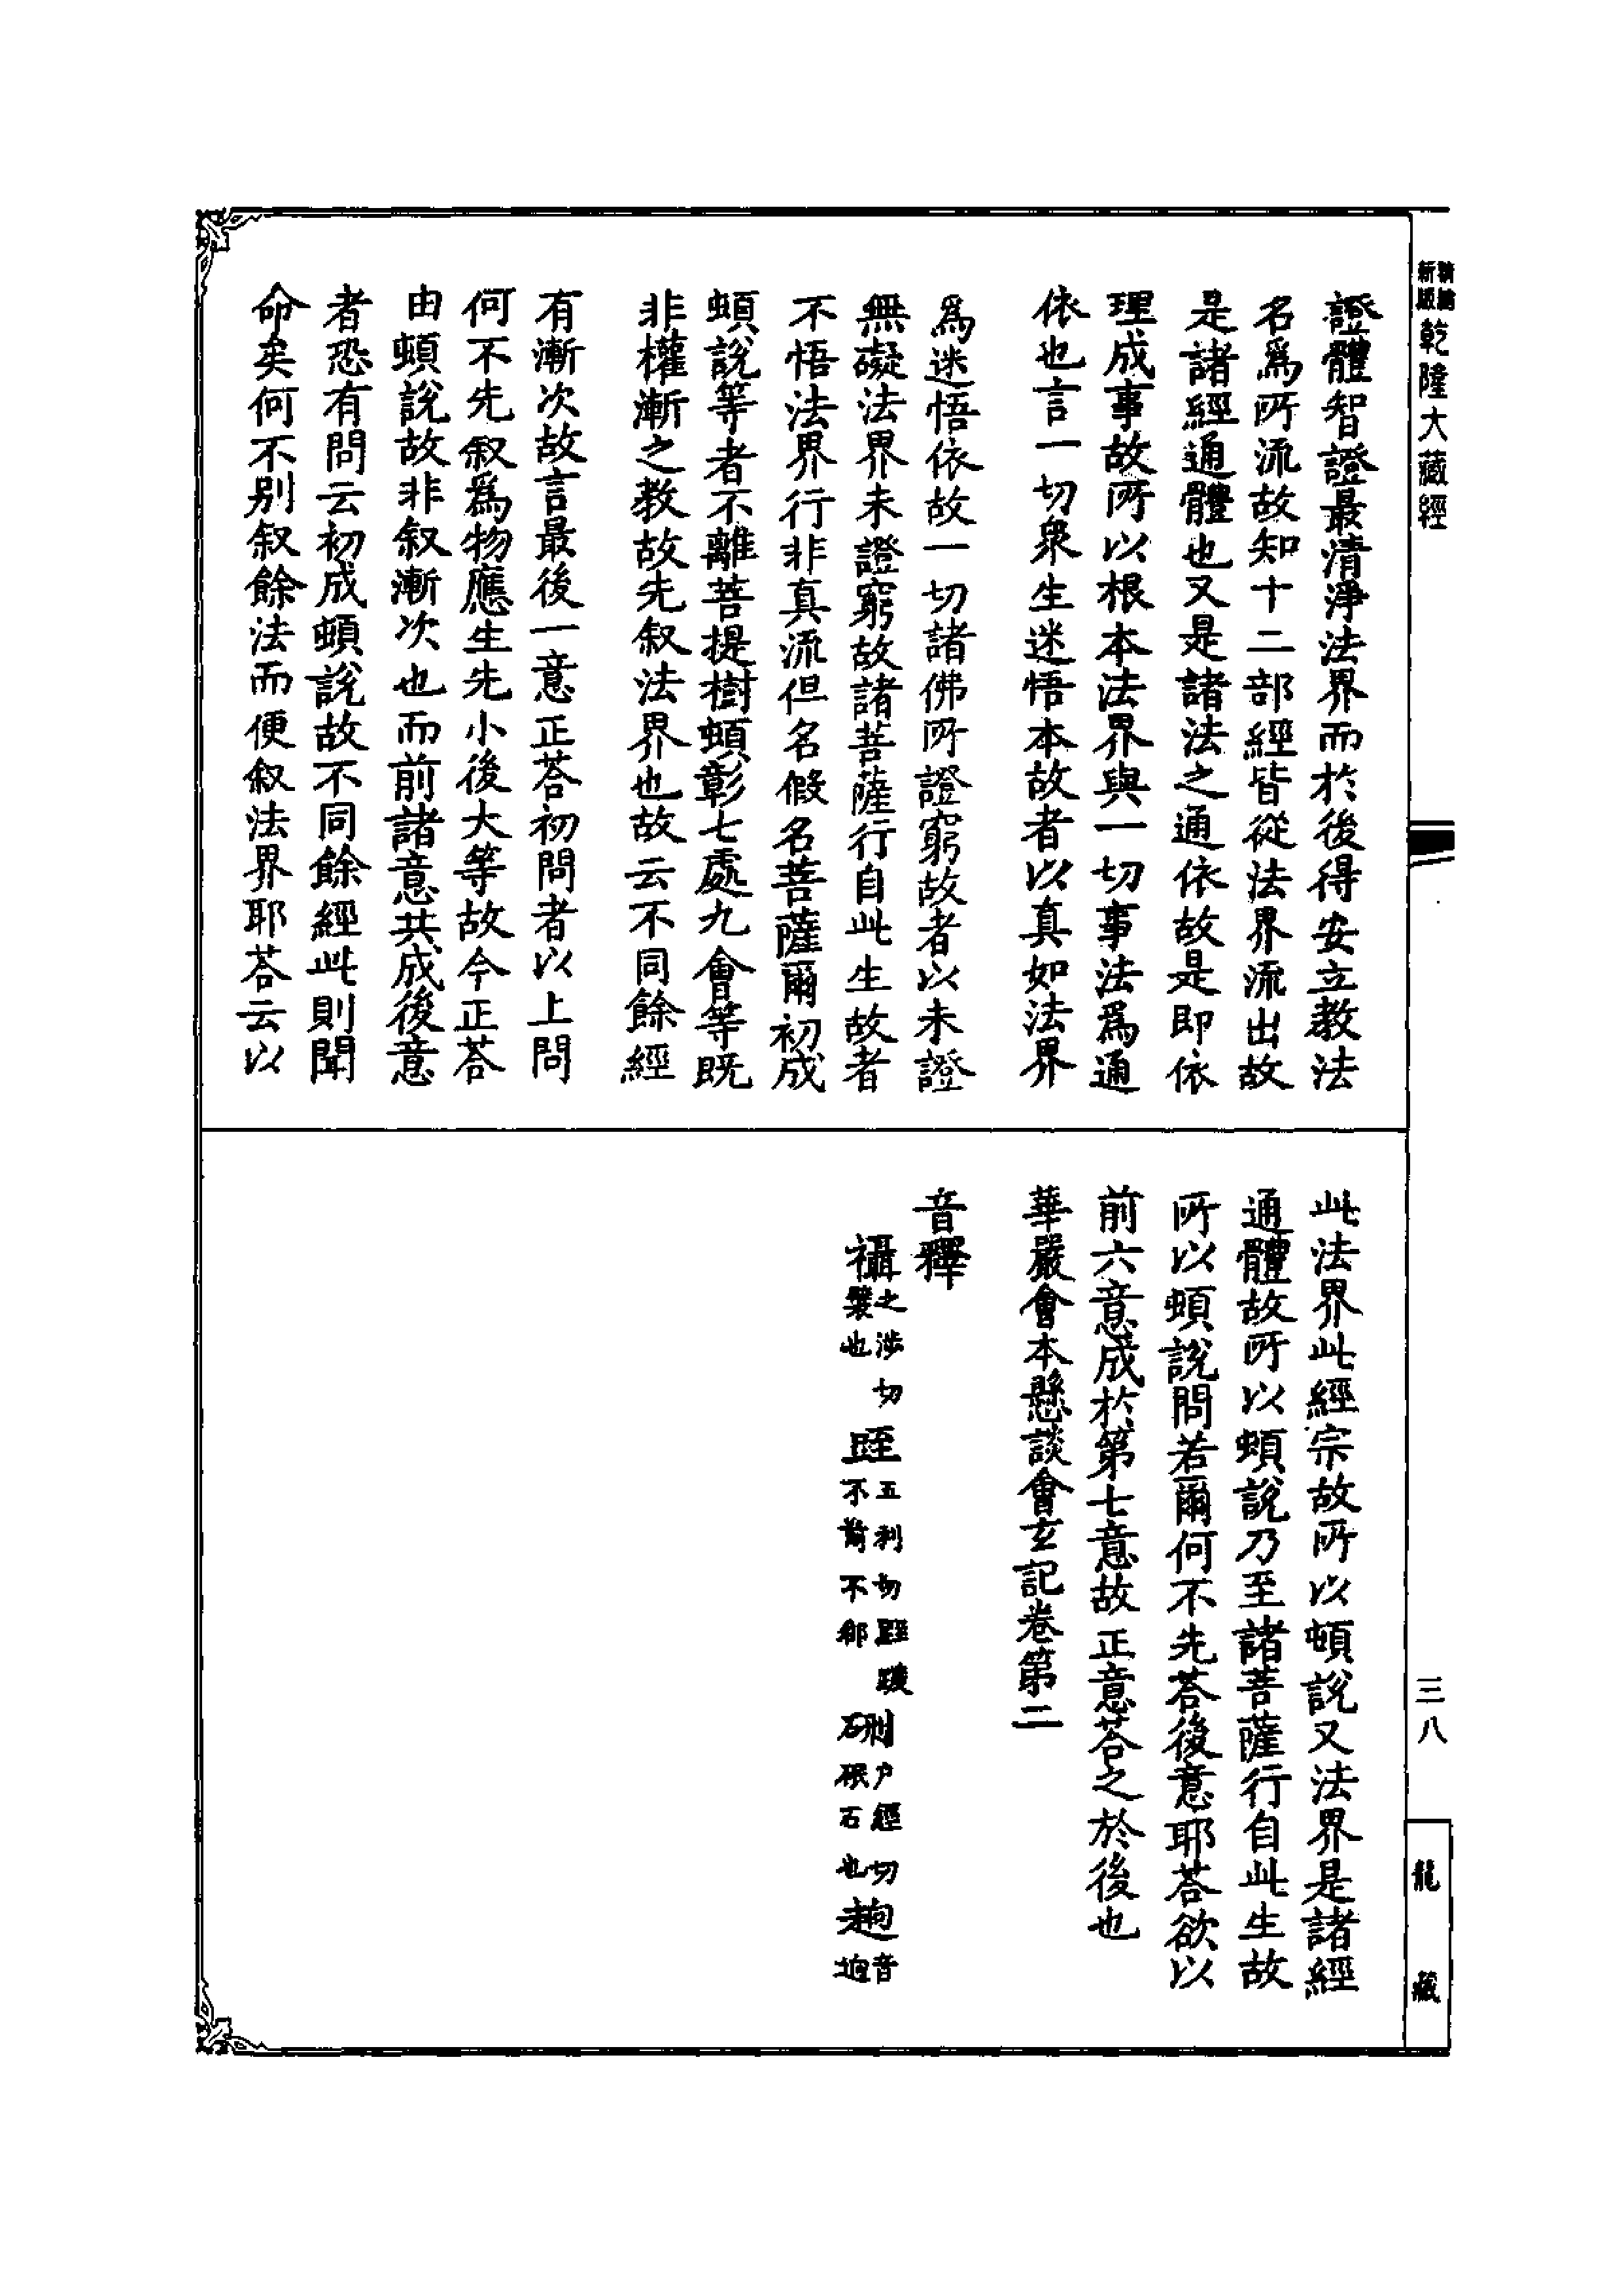 乾隆大藏經
證體智證最清淨法界而於後得安立教法
名爲所流故知十二部經皆從法界流出故
是諸經通體也又是諸法之通依故是即依
理成事故所以根本法界與一切事法爲通
依也言一切衆生迷悟本故者以真如法界
爲迷悟依故一切諸佛所證窮故者以未證
無礙法界未證窮故諸菩薩行自此生故者
不悟法界行非真流但名假名菩薩爾初成
頓說等者不離菩提樹頓彰七處九會等既
非權漸之教故先叙法界也故云不同餘經
有漸次故言最後一意正荅初問者以上問
何不先叙爲物應生先小後大等故今正荅
由頓說故非叙漸次也而前諸意共成後意
者恐有問云初成頓說故不同餘經此則聞
命矣何不别叙餘法而便叙法界耶荅云以
此法界此經宗故所以頓說又法界是諸經
通體故所以頓說乃至諸菩薩行自此生故
所以頓說問若爾何不先荅後意耶荅欲以
前六意成於第七意故正意荅之於後也
華嚴會本懸談會玄記卷第二
音釋
之涉切
襞也
五利切
不前不却
戶經切
石砥石也
音
三八
龍藏